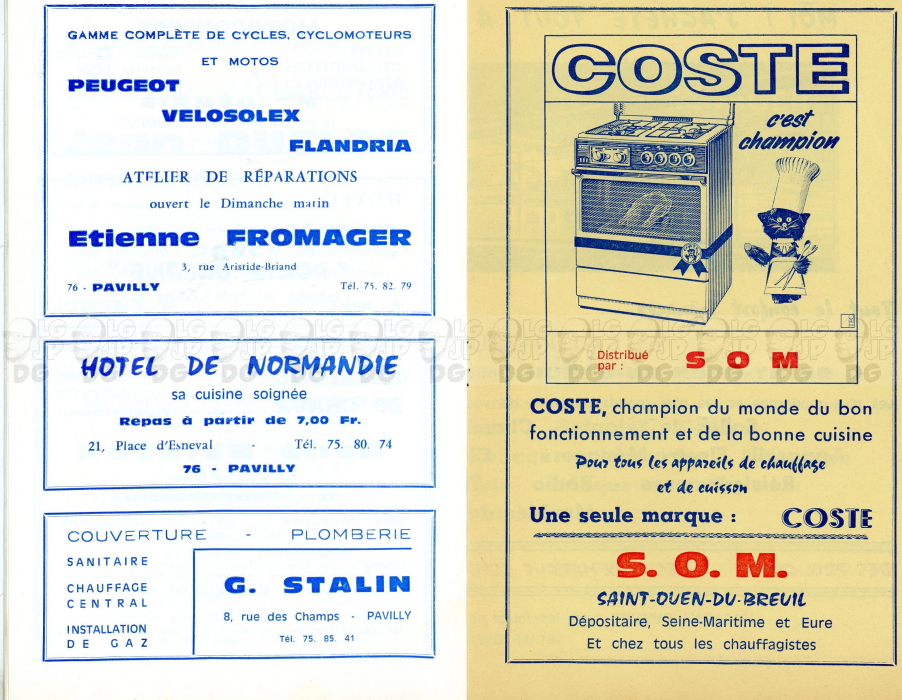 GAMME COMPLÈTE DE CYCLES, CYCLOMOTEURS
ET MOTOS
PEUGEOT
VELOSOLEX
FLANDRIA
ATELIER DE RÉPARATIONS
ouvert le Dimanche matin
Etienne FROMAGER
3, rue Aristide-Briand
76 - PAVILLY Tél. 75. 82. 79
HOTEL DE NORMANDIE
sa cuisine soignée
Repas à partir de 7,00 Fr.
21, Place d'Esneval - Tél. 75. 80. 74
76 - PAVILLY
COUVERTURE - PLOMBERIE
SANITAIRE
CHAUFFAGE
CENTRAL
INSTALLATION
DE GAZ
G. STALIN
8, rue des Champs - PAVILLY
Tél. 75. 85. 41
COSTE
c'est
champion
Distribué
par :
S O M
COSTE, champion du monde du bon
fonctionnement et de la bonne cuisine
Pour tous les appareils de chauffage
et de cuisson
Une seule marque : COSTE
S. O. M.
SAINT-OUEN-DU-BREUIL
Dépositaire, Seine-Maritime et Eure
Et chez tous les chauffagistes